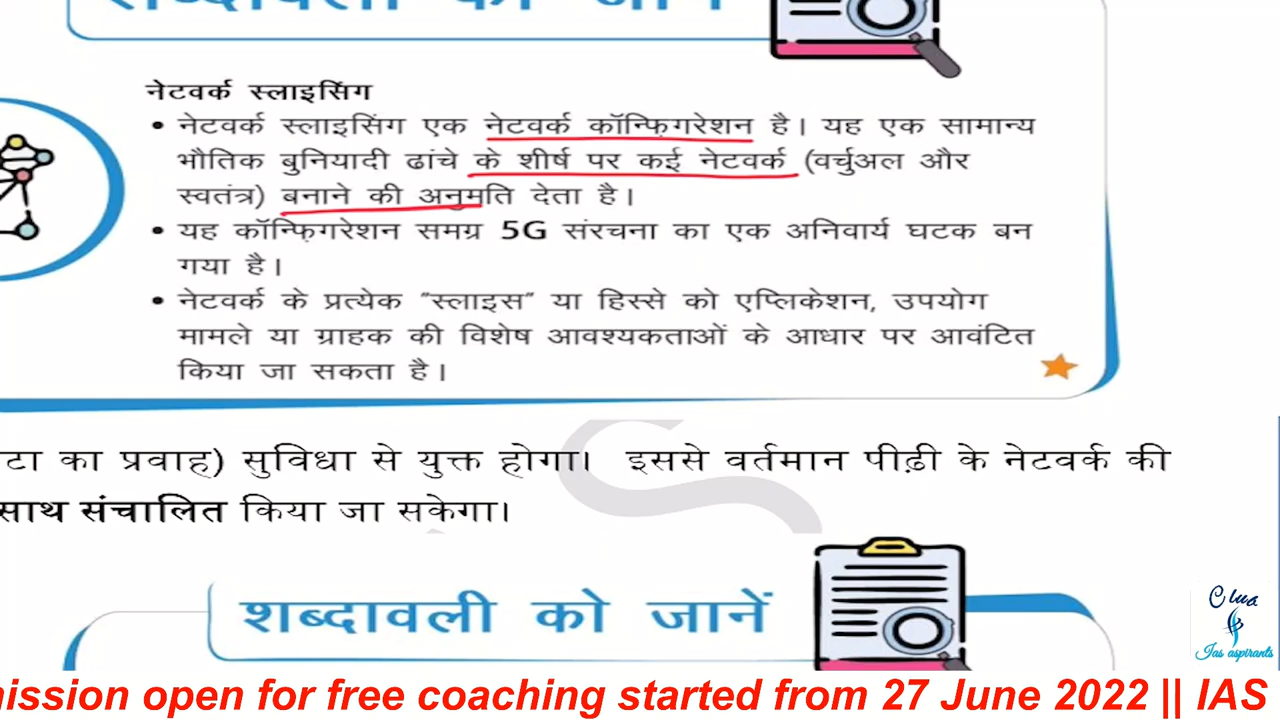 शब्दावली को जानें
नेटवर्क स्लाइसिंग
• नेटवर्क स्लाइसिंग एक नेटवर्क कॉन्फ़िगरेशन है। यह एक सामान्य
भौतिक बुनियादी ढांचे के शीर्ष पर कई नेटवर्क (वर्चुअल और
स्वतंत्र) बनाने की अनुमति देता है।
• यह कॉन्फ़िगरेशन समग्र 5G संरचना का एक अनिवार्य घटक बन
गया है।
• नेटवर्क के प्रत्येक "स्लाइस" या हिस्से को एप्लिकेशन, उपयोग
मामले या ग्राहक की विशेष आवश्यकताओं के आधार पर आवंटित
किया जा सकता है।
टा का प्रवाह) सुविधा से युक्त होगा। इससे वर्तमान पीढ़ी के नेटवर्क की
साथ संचालित किया जा सकेगा।
शब्दावली को जानें
Clue
Ias aspirants
mission open for free coaching started from 27 June 2022 || IAS